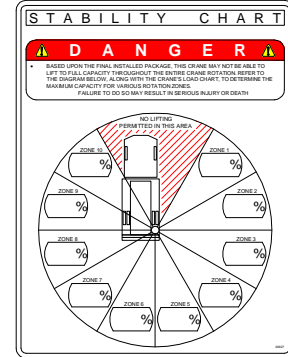 STABILITY CHART
DANGER
• BASED UPON THE FINAL INSTALLED PACKAGE, THIS CRANE MAY NOT BE ABLE TO
LIFT TO FULL CAPACITY THROUGHOUT THE ENTIRE CRANE ROTATION. REFER TO
THE DIAGRAM BELOW, ALONG WITH THE CRANE'S LOAD CHART, TO DETERMINE THE
MAXIMUM CAPACITY FOR VARIOUS ROTATION ZONES.
FAILURE TO DO SO MAY RESULT IN SERIOUS INJURY OR DEATH
NO LIFTING
PERMITTED IN THIS AREA
ZONE 10
%
ZONE 1
%
ZONE 9
%
ZONE 2
%
ZONE 8
%
ZONE 3
%
ZONE 7
%
ZONE 4
%
ZONE 6
%
ZONE 5
%